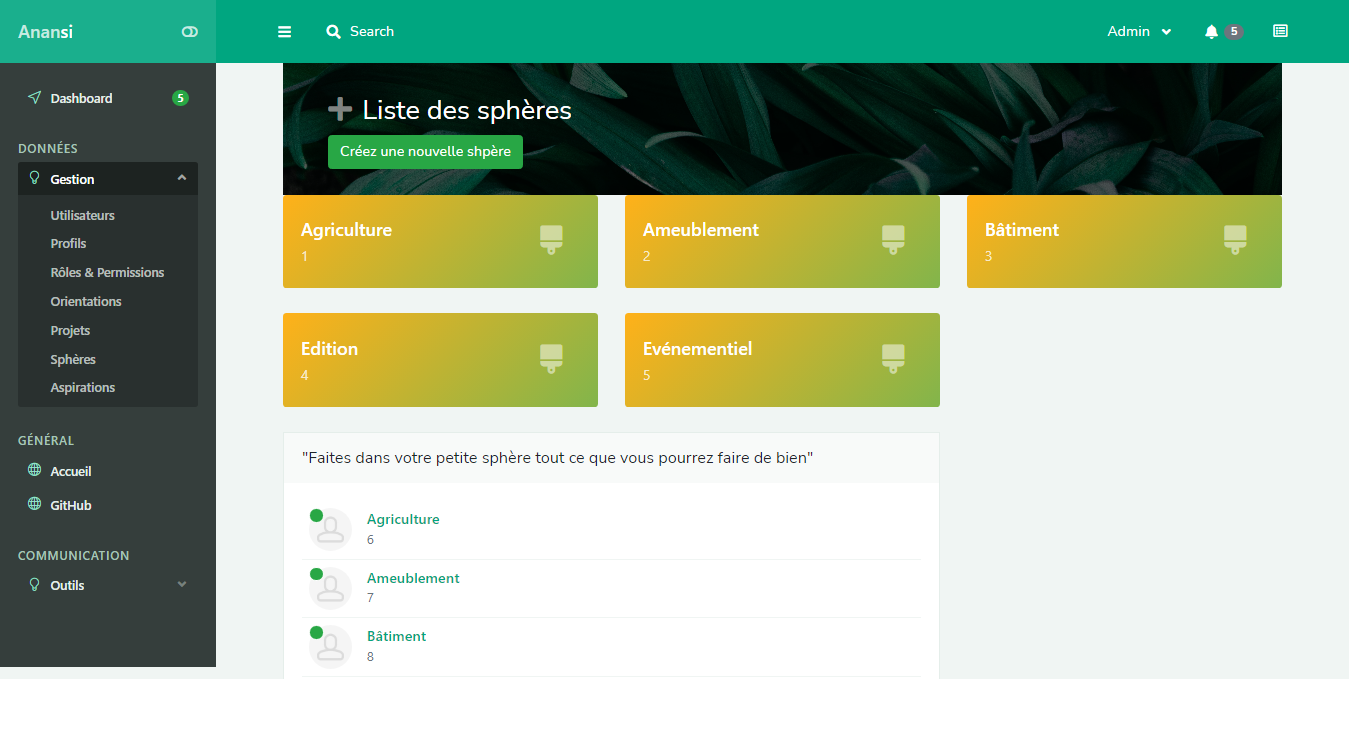 Anansi
Search
Admin
5
Dashboard
5
DONNÉES
Gestion
Utilisateurs
Profils
Rôles & Permissions
Orientations
Projets
Sphères
Aspirations
GÉNÉRAL
Accueil
GitHub
COMMUNICATION
Outils
Liste des sphères
Créez une nouvelle shpère
Agriculture
1
Ameublement
2
Bâtiment
3
Edition
4
Evénementiel
5
"Faites dans votre petite sphère tout ce que vous pourrez faire de bien"
Agriculture
6
Ameublement
7
Bâtiment
8